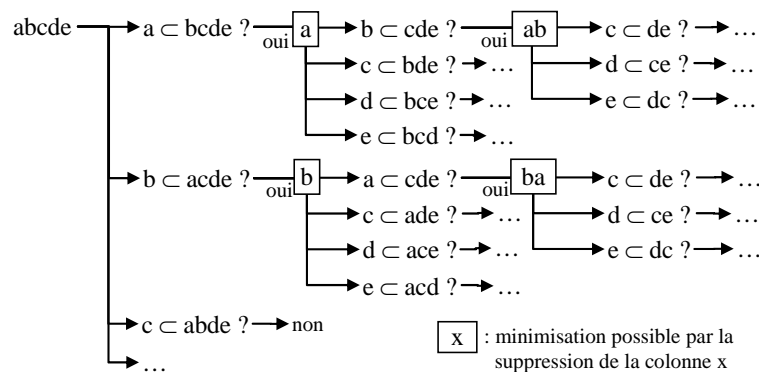 abcde a ⊂ bcde ? oui a b ⊂ cde ? oui ab c ⊂ de ? …
c ⊂ bde ? … d ⊂ ce ? …
d ⊂ bce ? … e ⊂ dc ? …
e ⊂ bcd ? …
b ⊂ acde ? oui b a ⊂ cde ? oui ba c ⊂ de ? …
c ⊂ ade ? … d ⊂ ce ? …
d ⊂ ace ? … e ⊂ dc ? …
e ⊂ acd ? …
c ⊂ abde ? non
…
x : minimisation possible par la
suppression de la colonne x